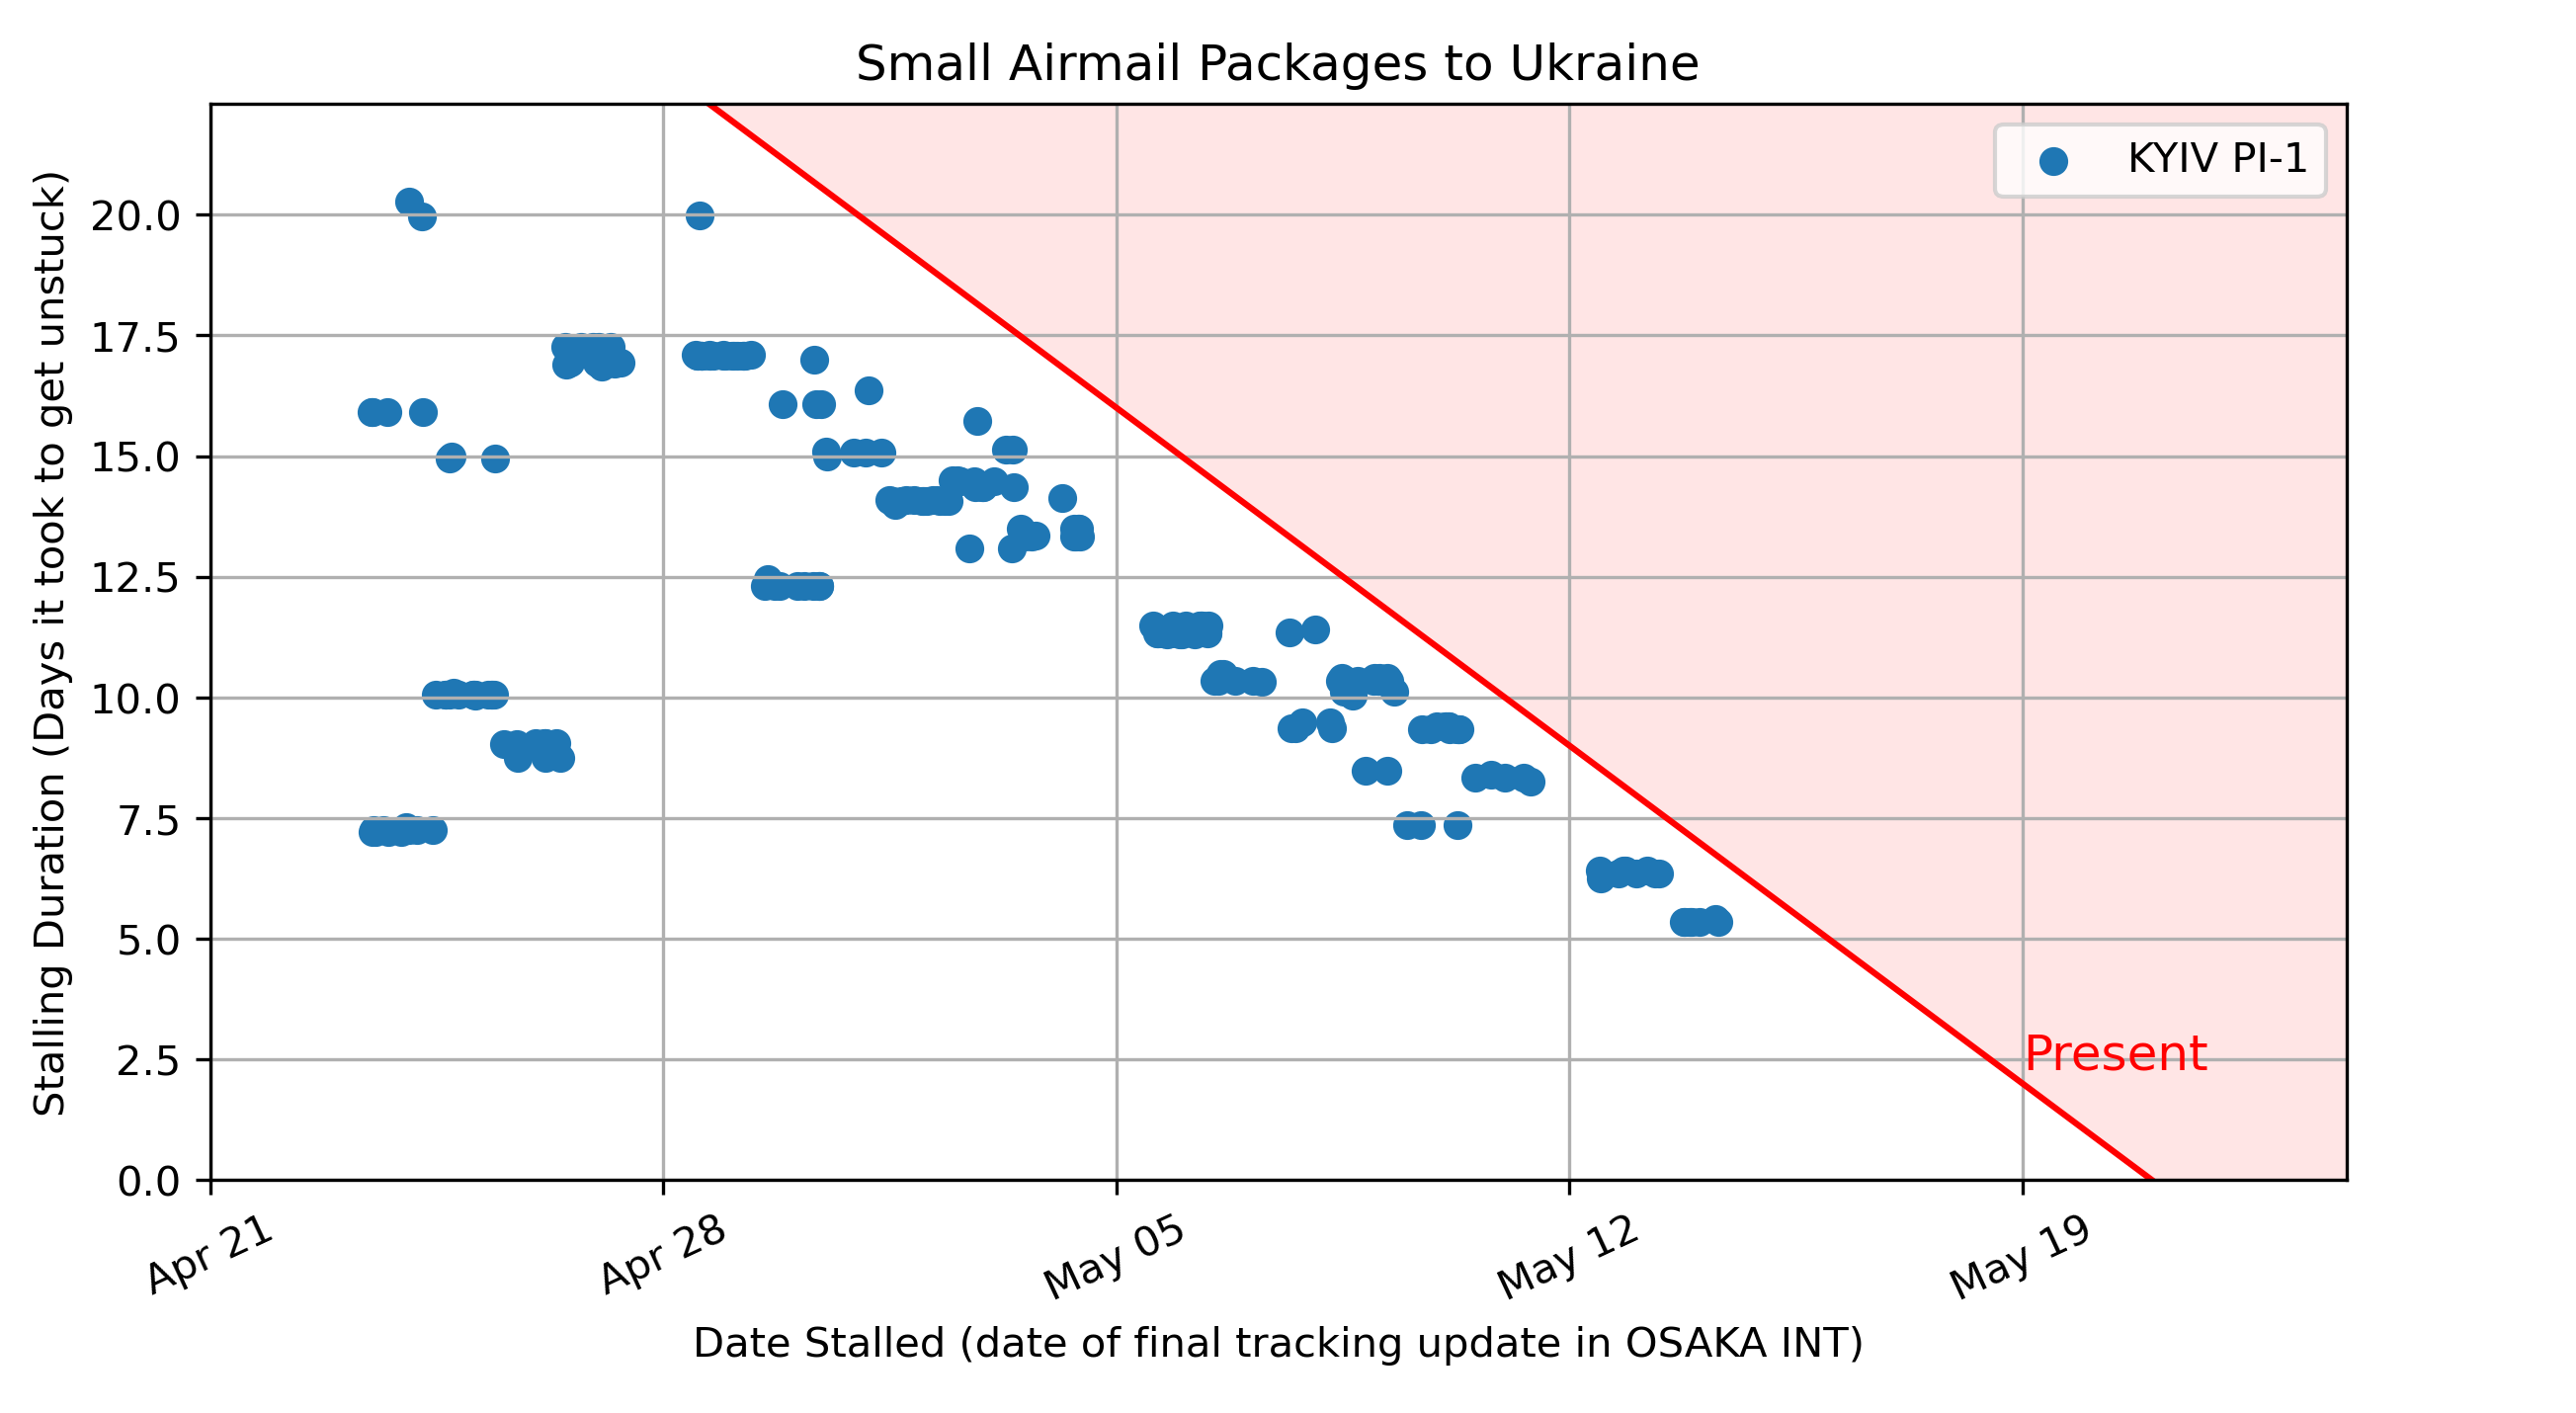 Small Airmail Packages to Ukraine
KYIV PI-1
Stalling Duration (Days it took to get unstuck)
20.0
17.5
15.0
12.5
10.0
7.5
5.0
2.5
0.0
Present
Apr 21
Apr 28
May 05
May 12
May 19
Date Stalled (date of final tracking update in OSAKA INT)